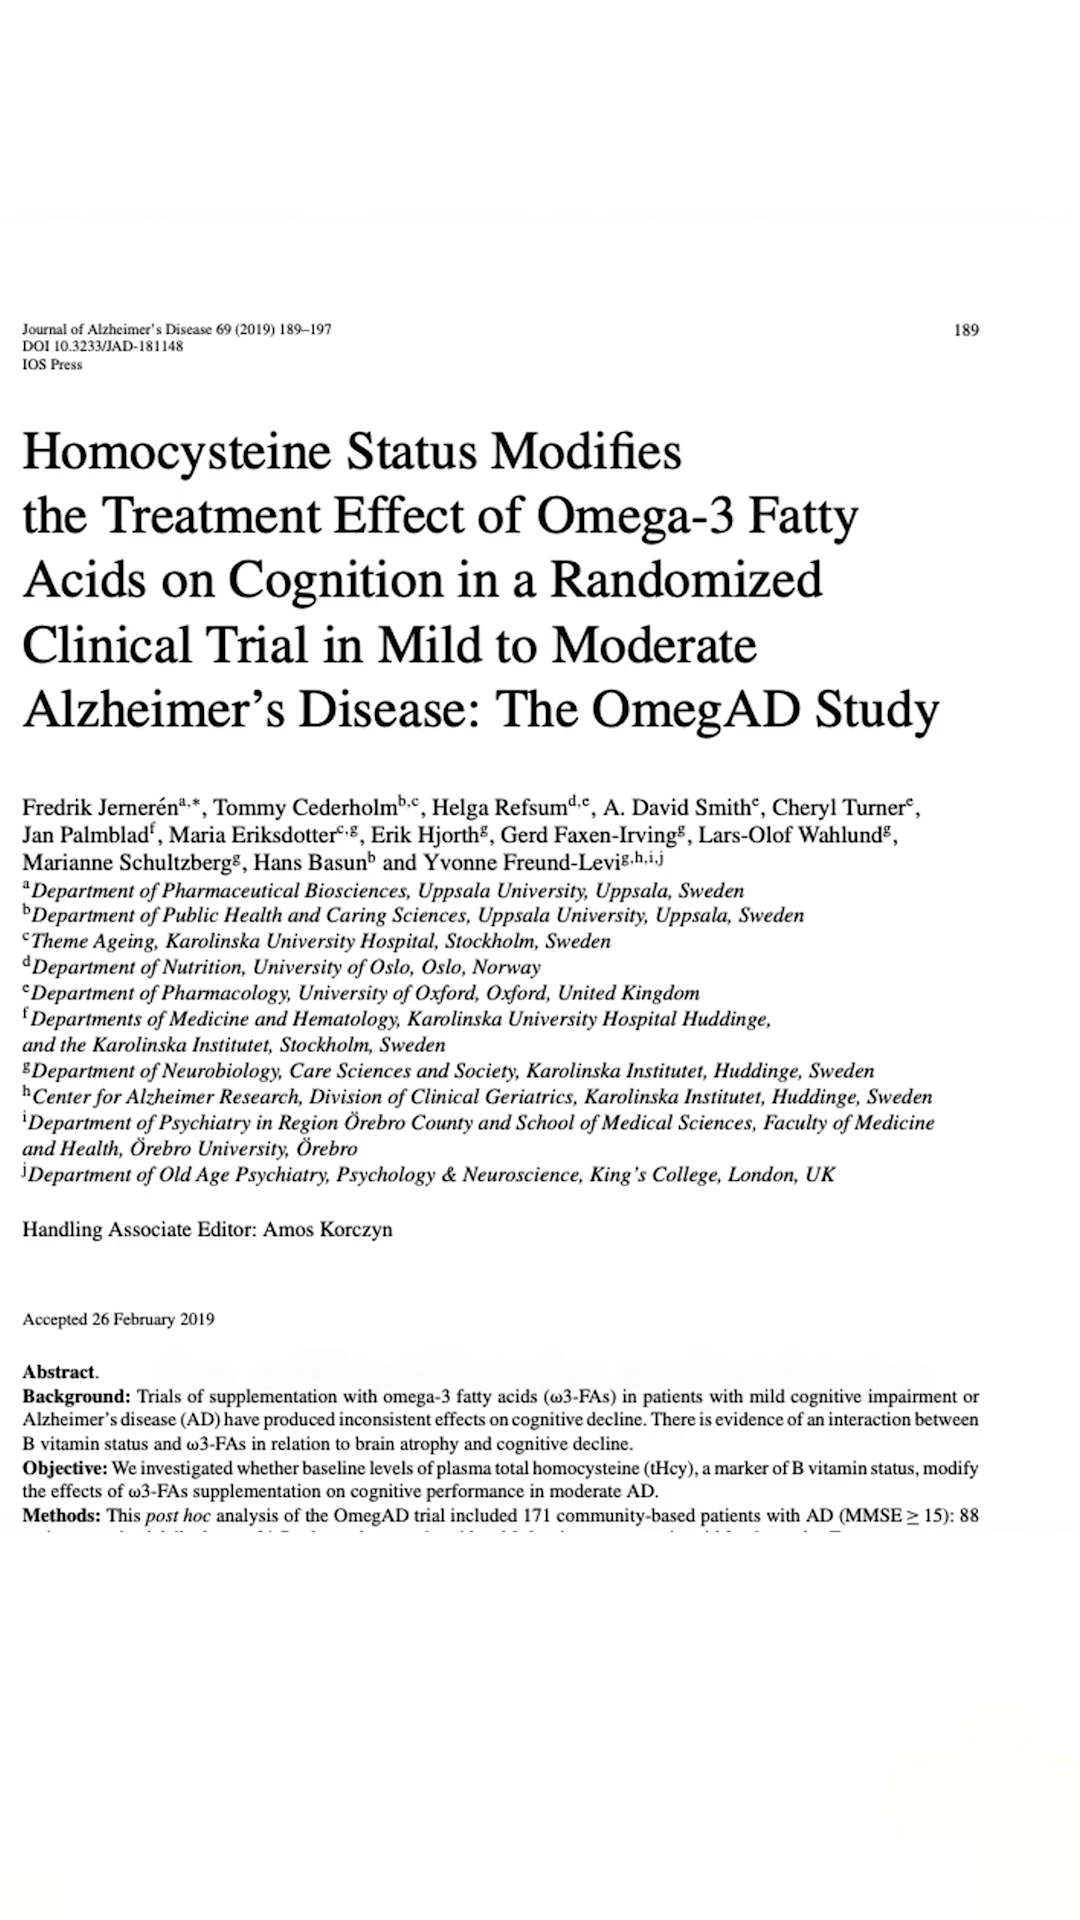 Journal of Alzheimer's Disease 69 (2019) 189–197
189
DOI 10.3233/JAD-181148
IOS Press
Homocysteine Status Modifies
the Treatment Effect of Omega-3 Fatty
Acids on Cognition in a Randomized
Clinical Trial in Mild to Moderate
Alzheimer's Disease: The OmegAD Study
Fredrik Jernerén^a,*, Tommy Cederholm^b,c, Helga Refsum^d,e, A. David Smith^e, Cheryl Turner^e,
Jan Palmblad^f, Maria Eriksdotter^c,g, Erik Hjorth^g, Gerd Faxen-Irving^g, Lars-Olof Wahlund^g,
Marianne Schultzberg^g, Hans Basun^b and Yvonne Freund-Levi^g,h,i,j
^a Department of Pharmaceutical Biosciences, Uppsala University, Uppsala, Sweden
^b Department of Public Health and Caring Sciences, Uppsala University, Uppsala, Sweden
^c Theme Ageing, Karolinska University Hospital, Stockholm, Sweden
^d Department of Nutrition, University of Oslo, Oslo, Norway
^e Department of Pharmacology, University of Oxford, Oxford, United Kingdom
^f Departments of Medicine and Hematology, Karolinska University Hospital Huddinge,
and the Karolinska Institutet, Stockholm, Sweden
^g Department of Neurobiology, Care Sciences and Society, Karolinska Institutet, Huddinge, Sweden
^h Center for Alzheimer Research, Division of Clinical Geriatrics, Karolinska Institutet, Huddinge, Sweden
^i Department of Psychiatry in Region Örebro County and School of Medical Sciences, Faculty of Medicine
and Health, Örebro University, Örebro
^j Department of Old Age Psychiatry, Psychology & Neuroscience, King's College, London, UK
Handling Associate Editor: Amos Korczyn
Accepted 26 February 2019
Abstract.
Background: Trials of supplementation with omega-3 fatty acids (ω3-FAs) in patients with mild cognitive impairment or
Alzheimer's disease (AD) have produced inconsistent effects on cognitive decline. There is evidence of an interaction between
B vitamin status and ω3-FAs in relation to brain atrophy and cognitive decline.
Objective: We investigated whether baseline levels of plasma total homocysteine (tHcy), a marker of B vitamin status, modify
the effects of ω3-FAs supplementation on cognitive performance in moderate AD.
Methods: This post hoc analysis of the OmegAD trial included 171 community-based patients with AD (MMSE ≥ 15): 88